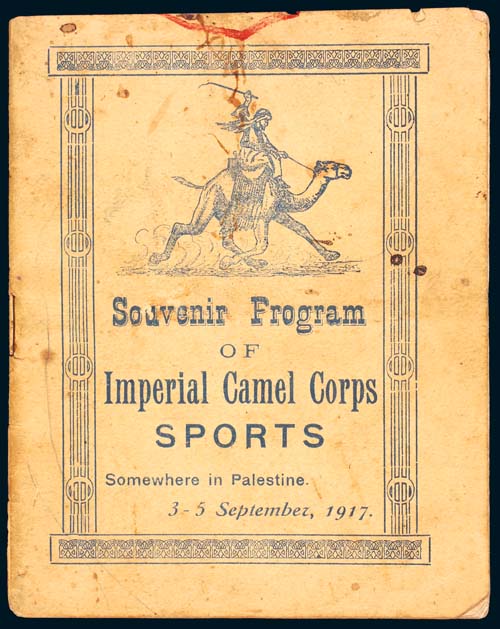 Souvenir Program
OF
Imperial Camel Corps
SPORTS
Somewhere in Palestine.
3-5 September, 1917.